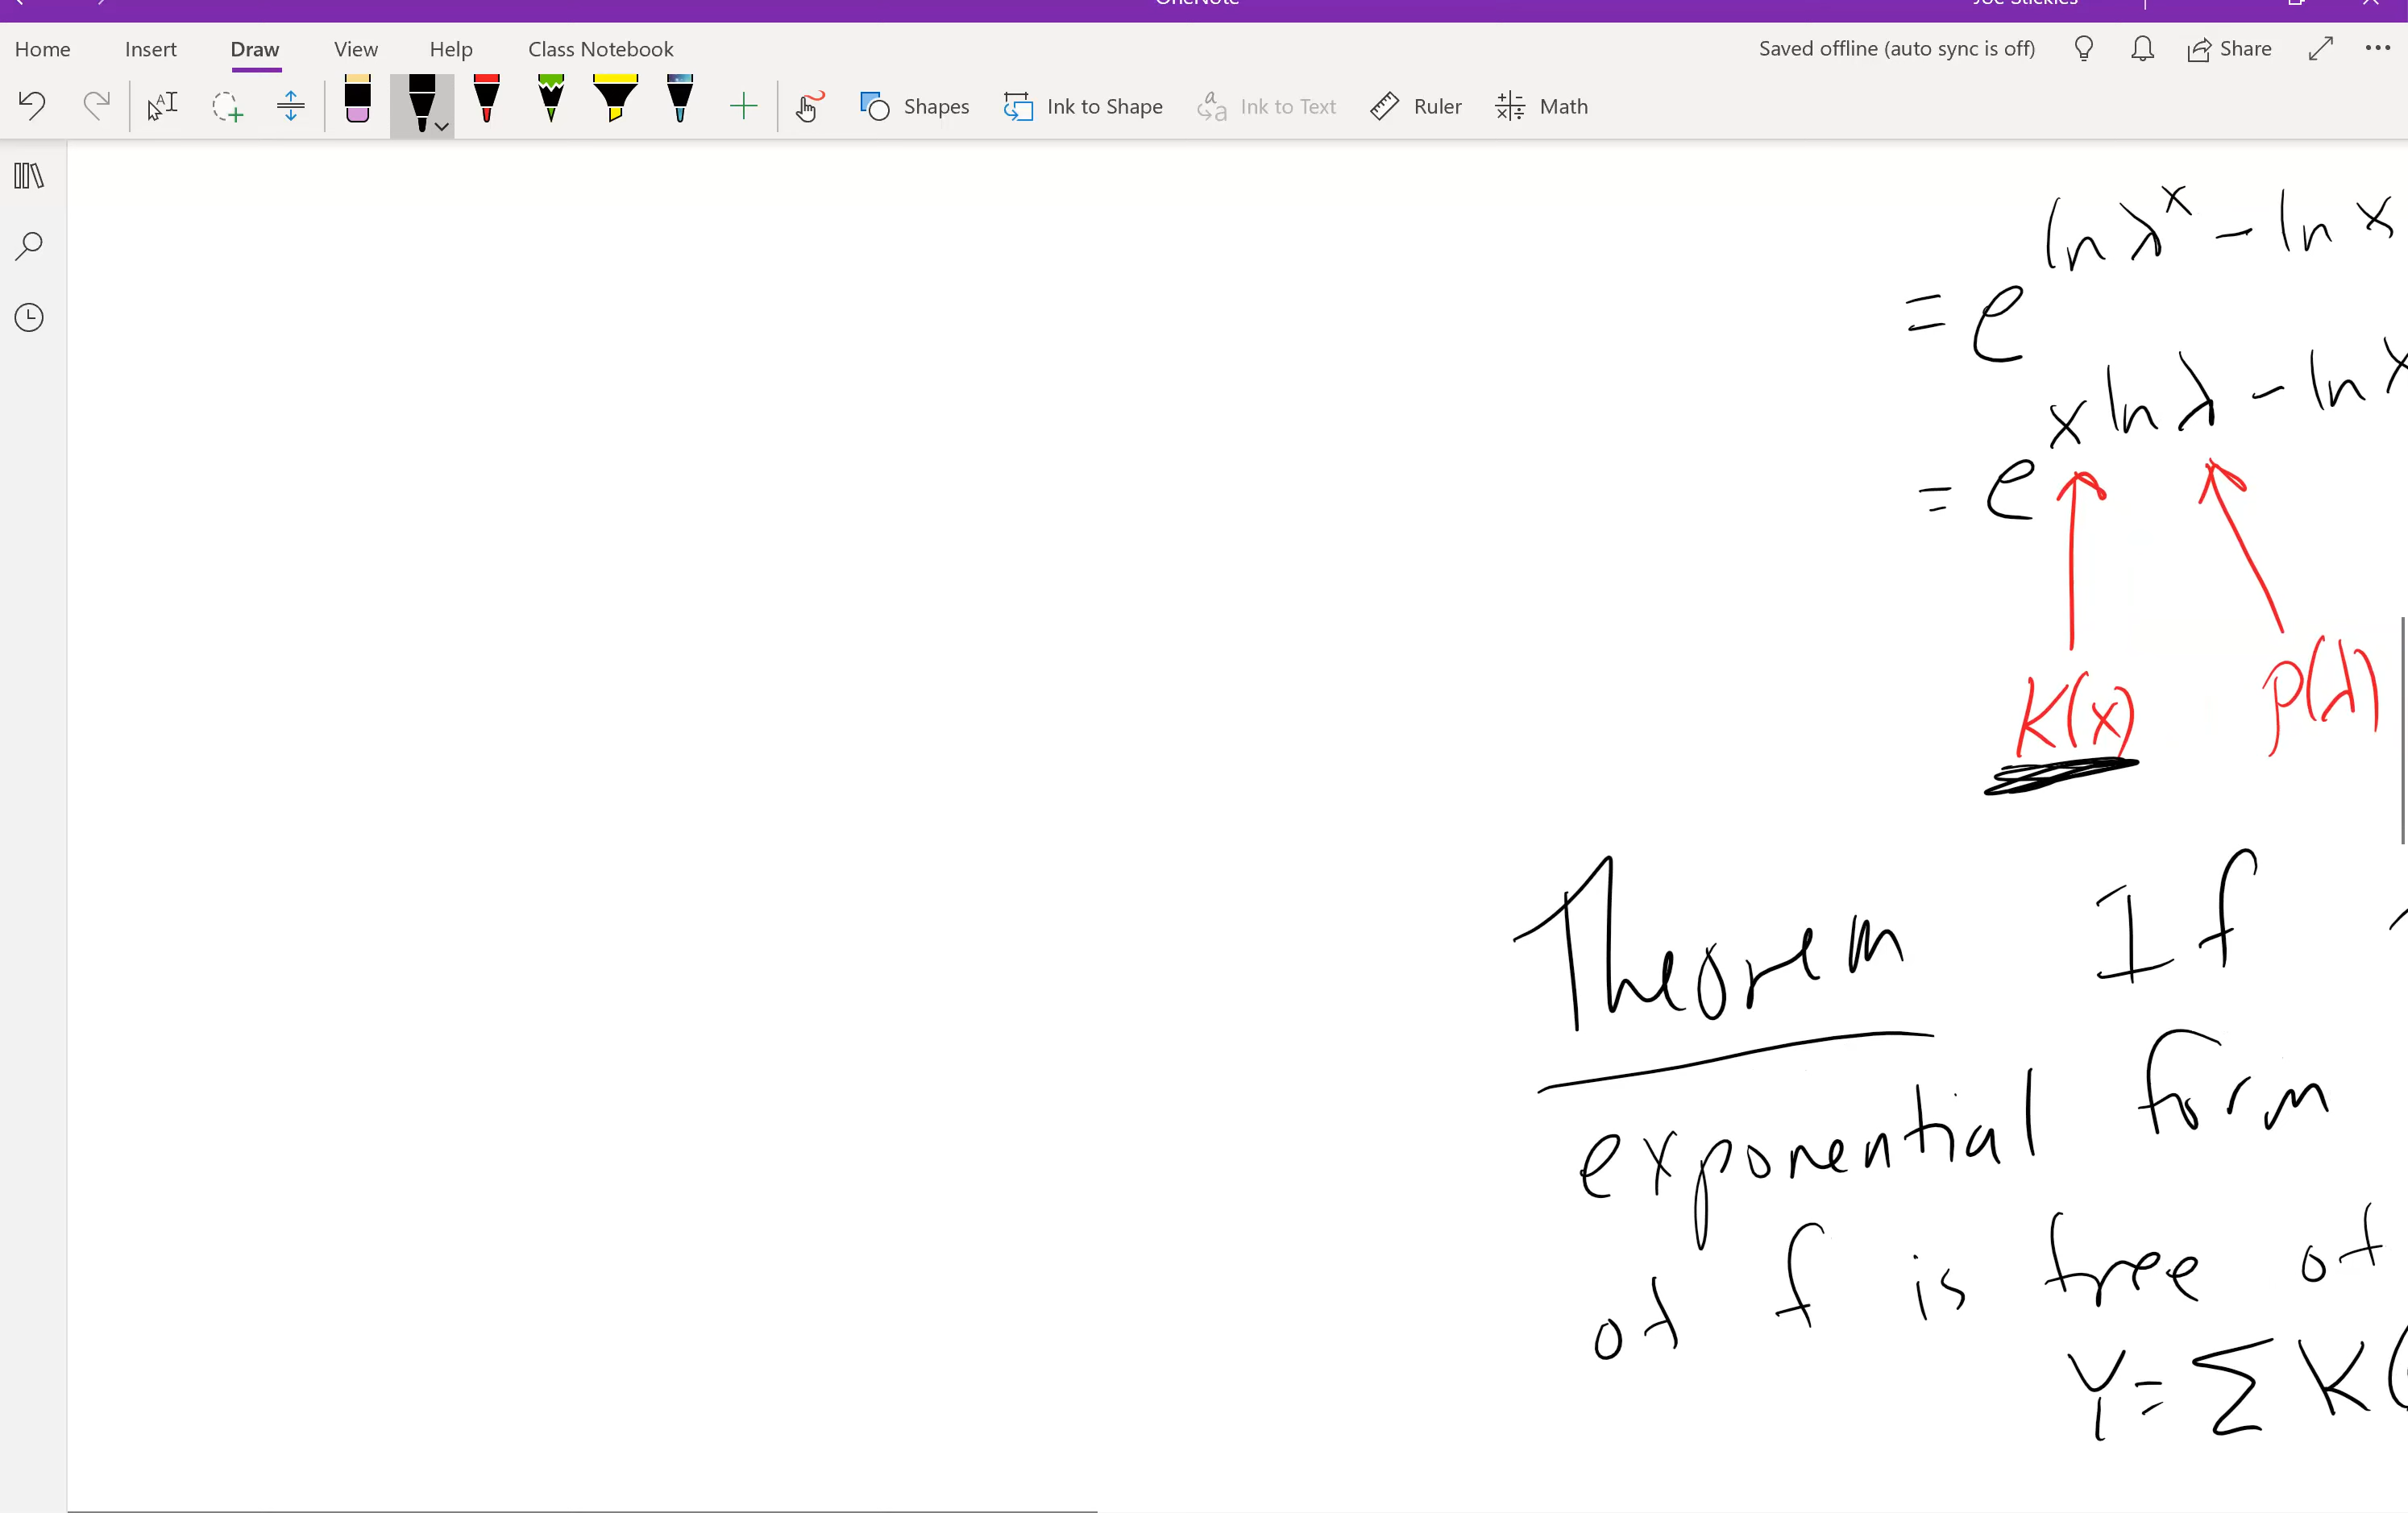 Home Insert Draw View Help Class Notebook Saved offline (auto sync is off) Share
Shapes Ink to Shape Ink to Text Ruler Math
ln λ^x - ln x
= e
x ln λ - ln x
= e
K(x) p(λ)
Theorem If
exponential form
of f is free of
Y = Σ K(